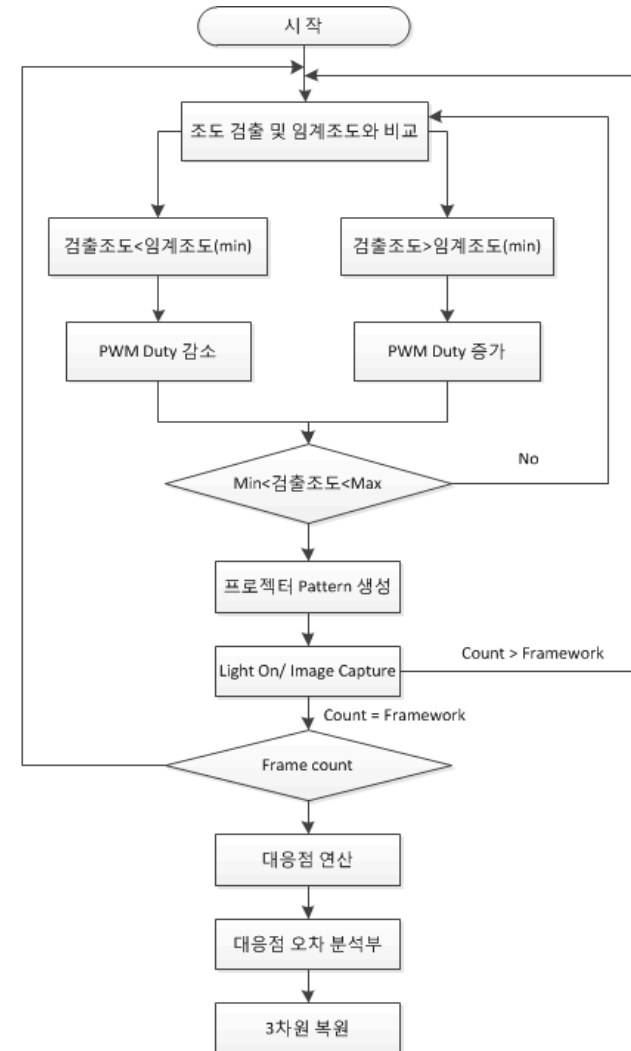 시 작
조도 검출 및 임계조도와 비교
검출조도<임계조도(min)
검출조도>임계조도(min)
PWM Duty 감소
PWM Duty 증가
Min<검출조도<Max
No
프로젝터 Pattern 생성
Light On/ Image Capture
Count > Framework
Count = Framework
Frame count
대응점 연산
대응점 오차 분석부
3차원 복원